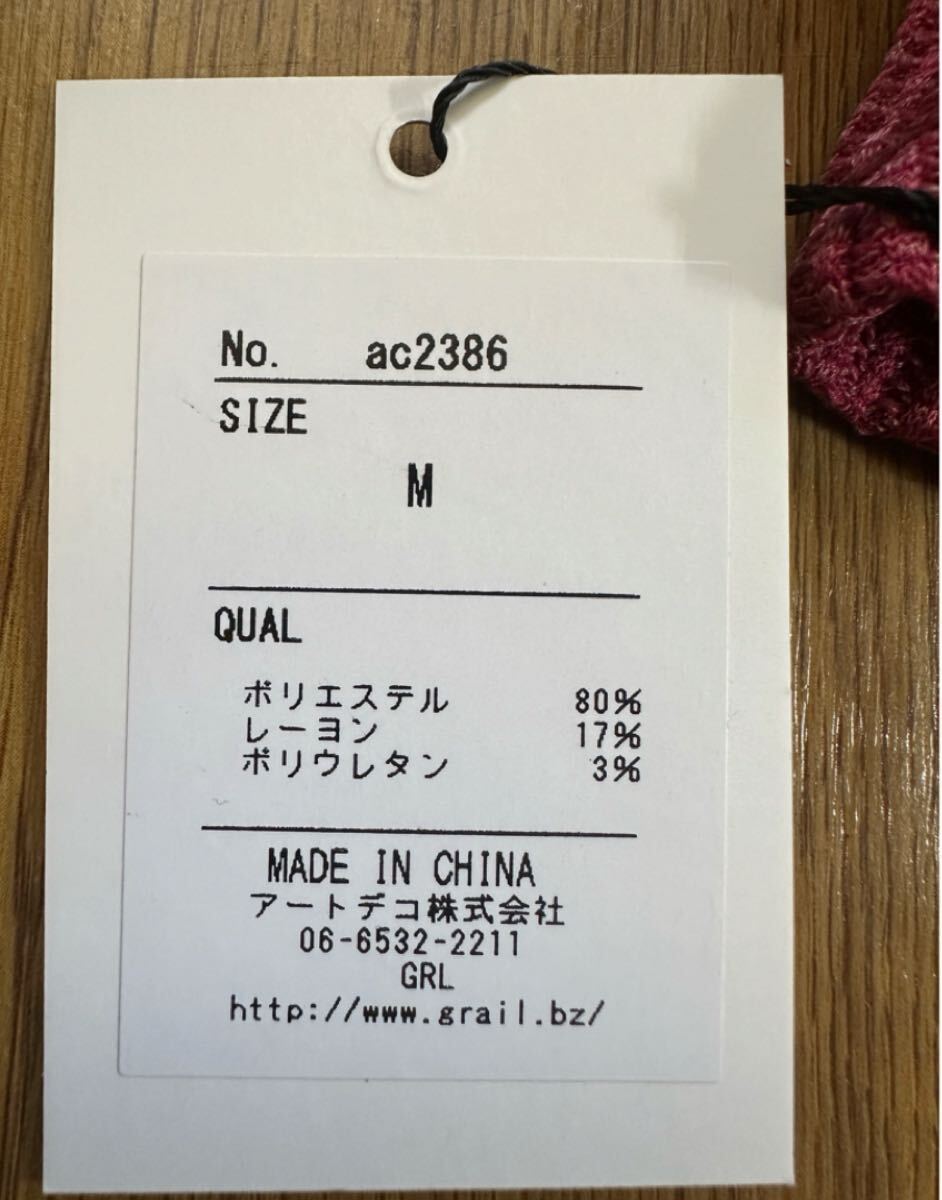 No. ac2386
SIZE
M
QUAL
ポリエステル 80%
レーヨン 17%
ポリウレタン 3%
MADE IN CHINA
アートデコ株式会社
06-6532-2211
GRL
http://www.grail.bz/